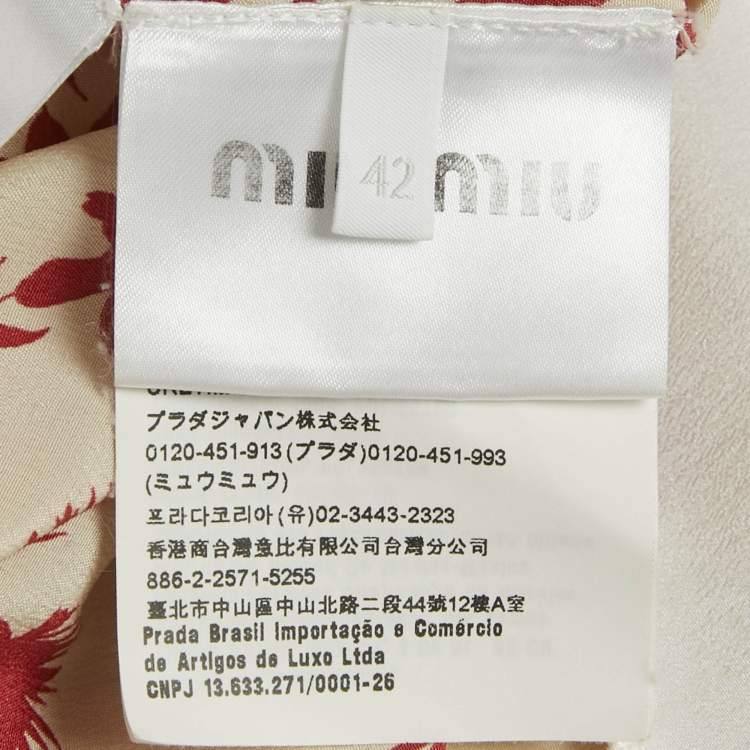 miu miu
42
プラダジャパン株式会社
0120-451-913(プラダ)0120-451-993
(ミュウミュウ)
프라다코리아(유)02-3443-2323
香港商台灣意比有限公司台灣分公司
886-2-2571-5255
臺北市中山區中山北路二段44號12樓A室
Prada Brasil Importação e Comércio
de Artigos de Luxo Ltda
CNPJ 13.633.271/0001-26